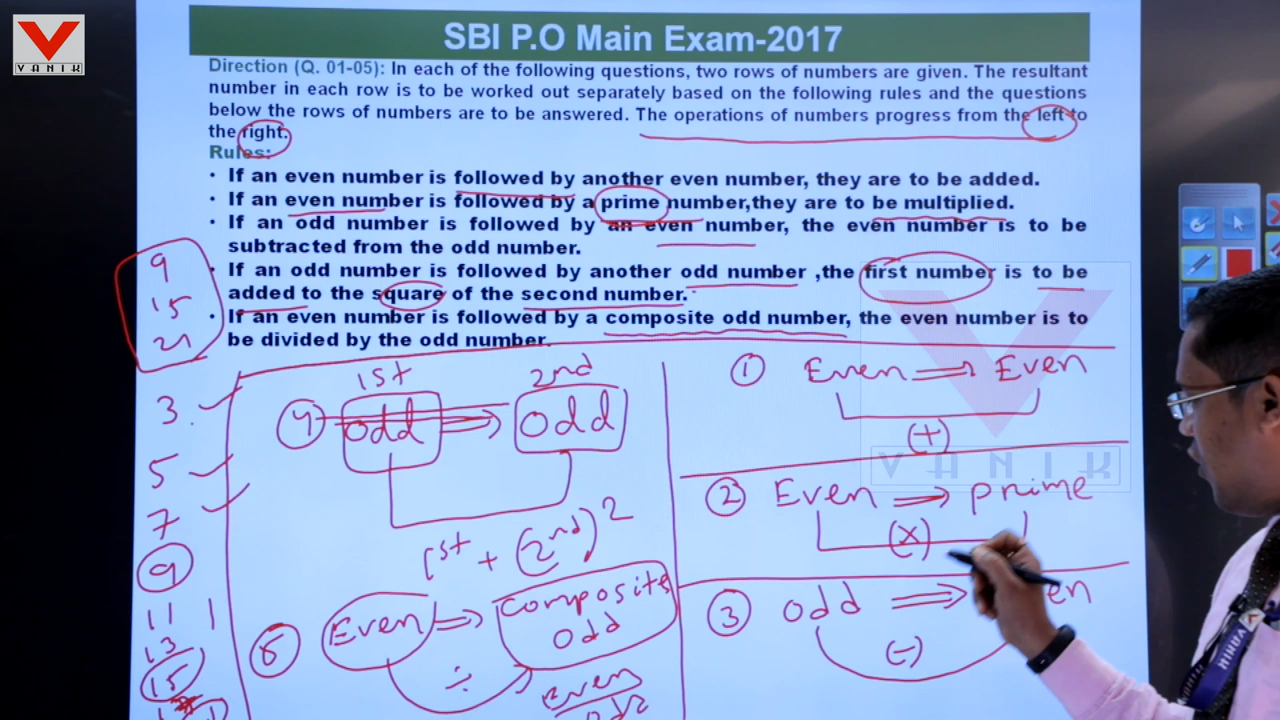 VANIK
SBI P.O Main Exam-2017
Direction (Q. 01-05): In each of the following questions, two rows of numbers are given. The resultant
number in each row is to be worked out separately based on the following rules and the questions
below the rows of numbers are to be answered. The operations of numbers progress from the left to
the right.
Rules:
· If an even number is followed by another even number, they are to be added.
· If an even number is followed by a prime number,they are to be multiplied.
· If an odd number is followed by an even number, the even number is to be
subtracted from the odd number.
· If an odd number is followed by another odd number ,the first number is to be
added to the square of the second number.
· If an even number is followed by a composite odd number, the even number is to
be divided by the odd number.
9
15
21
3
5
7
9
11
13
15
1st 2nd
4 odd ⇒ Odd
1st + (2nd)2
5 Even ⇒ Composite
Odd
÷
Even
1 Even ⇒ Even
(+)
VANIK
2 Even ⇒ prime
(×)
3 Odd ⇒ en
(-)
VANIK